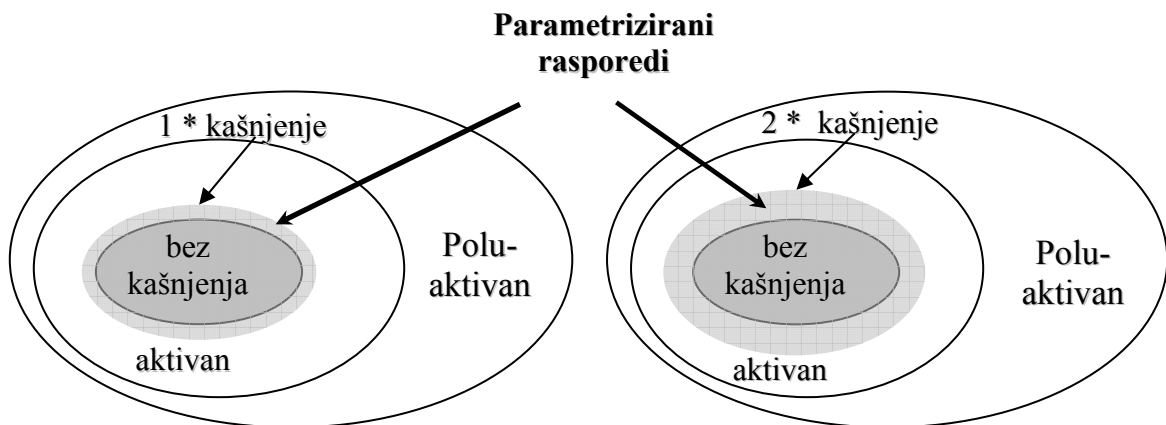 Parametrizirani
rasporedi
1 * kašnjenje
bez
kašnjenja
Polu-
aktivan
aktivan
2 * kašnjenje
bez
kašnjenja
Polu-
aktivan
aktivan